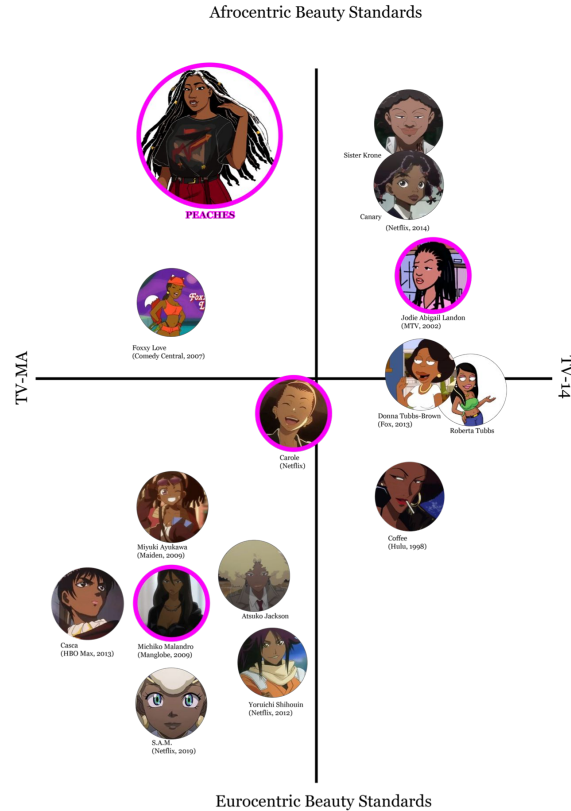 Afrocentric Beauty Standards
PEACHES
Sister Krone
Canary
(Netflix, 2014)
Jodie Abigail Landon
(MTV, 2002)
Foxxy Love
(Comedy Central, 2007)
TV-MA
TV-14
Donna Tubbs-Brown
(Fox, 2013)
Roberta Tubbs
Carole
(Netflix)
Coffee
(Hulu, 1998)
Miyuki Ayukawa
(Maiden, 2009)
Atsuko Jackson
Casca
(HBO Max, 2013)
Michiko Malandro
(Manglobe, 2009)
Yoruichi Shihouin
(Netflix, 2012)
S.A.M.
(Netflix, 2019)
Eurocentric Beauty Standards